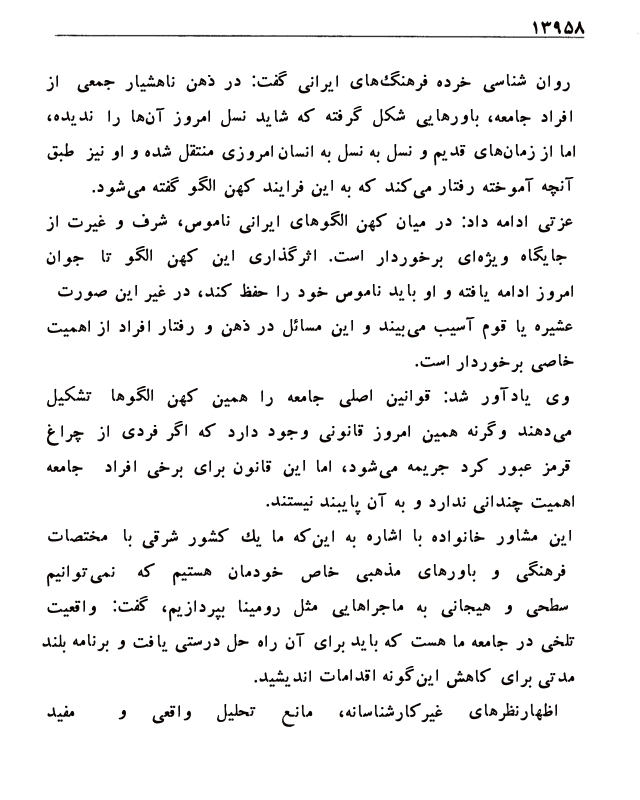 ۱۳۹۵۸
روان شناسی خرده فرهنگ‌های ایرانی گفت: در ذهن ناهشیار جمعی از
افراد جامعه، باورهایی شکل گرفته که شاید نسل امروز آن‌ها را ندیده،
اما از زمان‌های قدیم و نسل به نسل به انسان امروزی منتقل شده و او نیز طبق
آنچه آموخته رفتار می‌کند که به این فرایند کهن الگو گفته می‌شود.
عزتی ادامه داد: در میان کهن الگوهای ایرانی ناموس، شرف و غیرت از
جایگاه ویژه‌ای برخوردار است. اثرگذاری این کهن الگو تا جوان
امروز ادامه یافته و او باید ناموس خود را حفظ کند، در غیر این صورت
عشیره یا قوم آسیب می‌بیند و این مسائل در ذهن و رفتار افراد از اهمیت
خاصی برخوردار است.
وی یادآور شد: قوانین اصلی جامعه را همین کهن الگوها تشکیل
می‌دهند وگرنه همین امروز قانونی وجود دارد که اگر فردی از چراغ
قرمز عبور کرد جریمه می‌شود، اما این قانون برای برخی افراد جامعه
اهمیت چندانی ندارد و به آن پایبند نیستند.
این مشاور خانواده با اشاره به این‌که ما یك کشور شرقی با مختصات
فرهنگی و باورهای مذهبی خاص خودمان هستیم که نمی‌توانیم
سطحی و هیجانی به ماجراهایی مثل رومینا بپردازیم، گفت: واقعیت
تلخی در جامعه ما هست که باید برای آن راه حل درستی یافت و برنامه بلند
مدتی برای کاهش این‌گونه اقدامات اندیشید.
اظهارنظرهای غیرکارشناسانه، مانع تحلیل واقعی و مفید